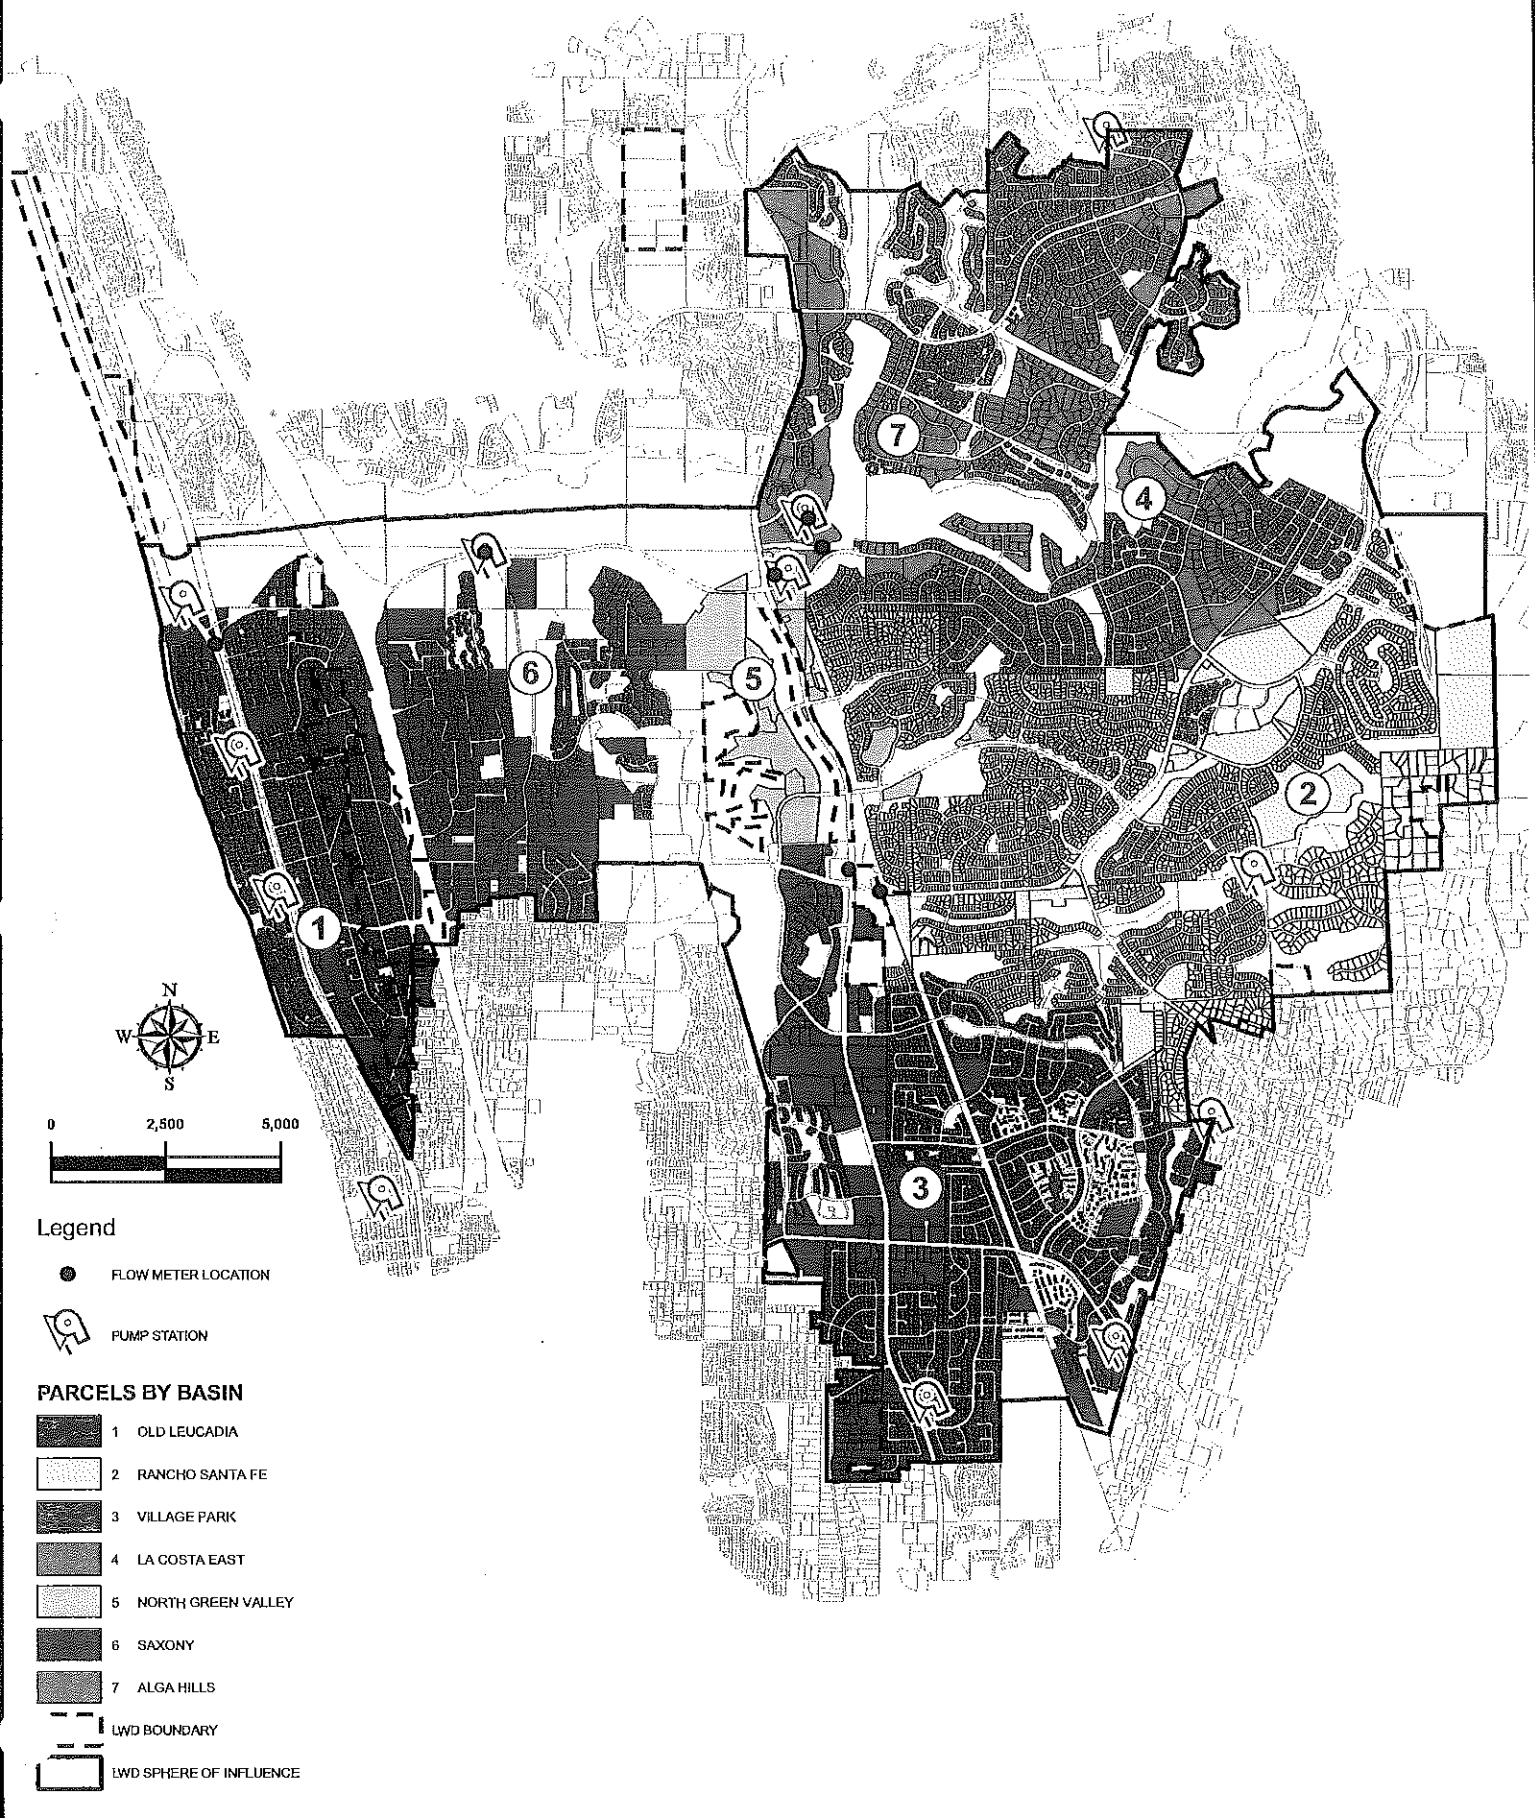 7
4
6
5
2
1
3
N
W E
S
0 2,500 5,000
Legend
FLOW METER LOCATION
PUMP STATION
PARCELS BY BASIN
1 OLD LEUCADIA
2 RANCHO SANTA FE
3 VILLAGE PARK
4 LA COSTA EAST
5 NORTH GREEN VALLEY
6 SAXONY
7 ALGA HILLS
LWD BOUNDARY
LWD SPHERE OF INFLUENCE